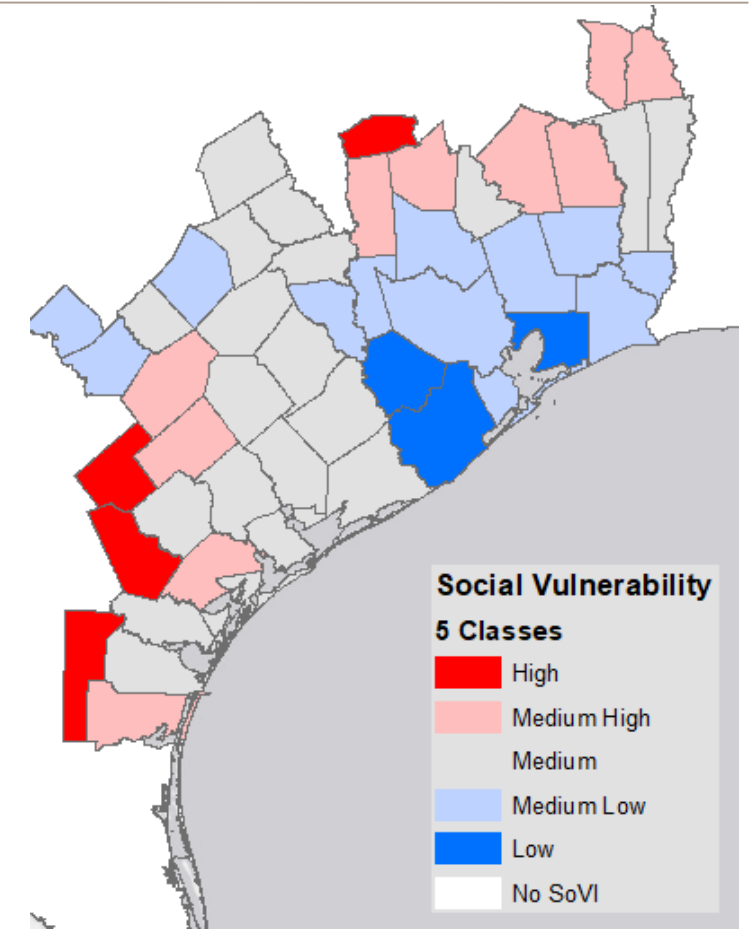 Social Vulnerability
5 Classes
High
Medium High
Medium
Medium Low
Low
No SoVI